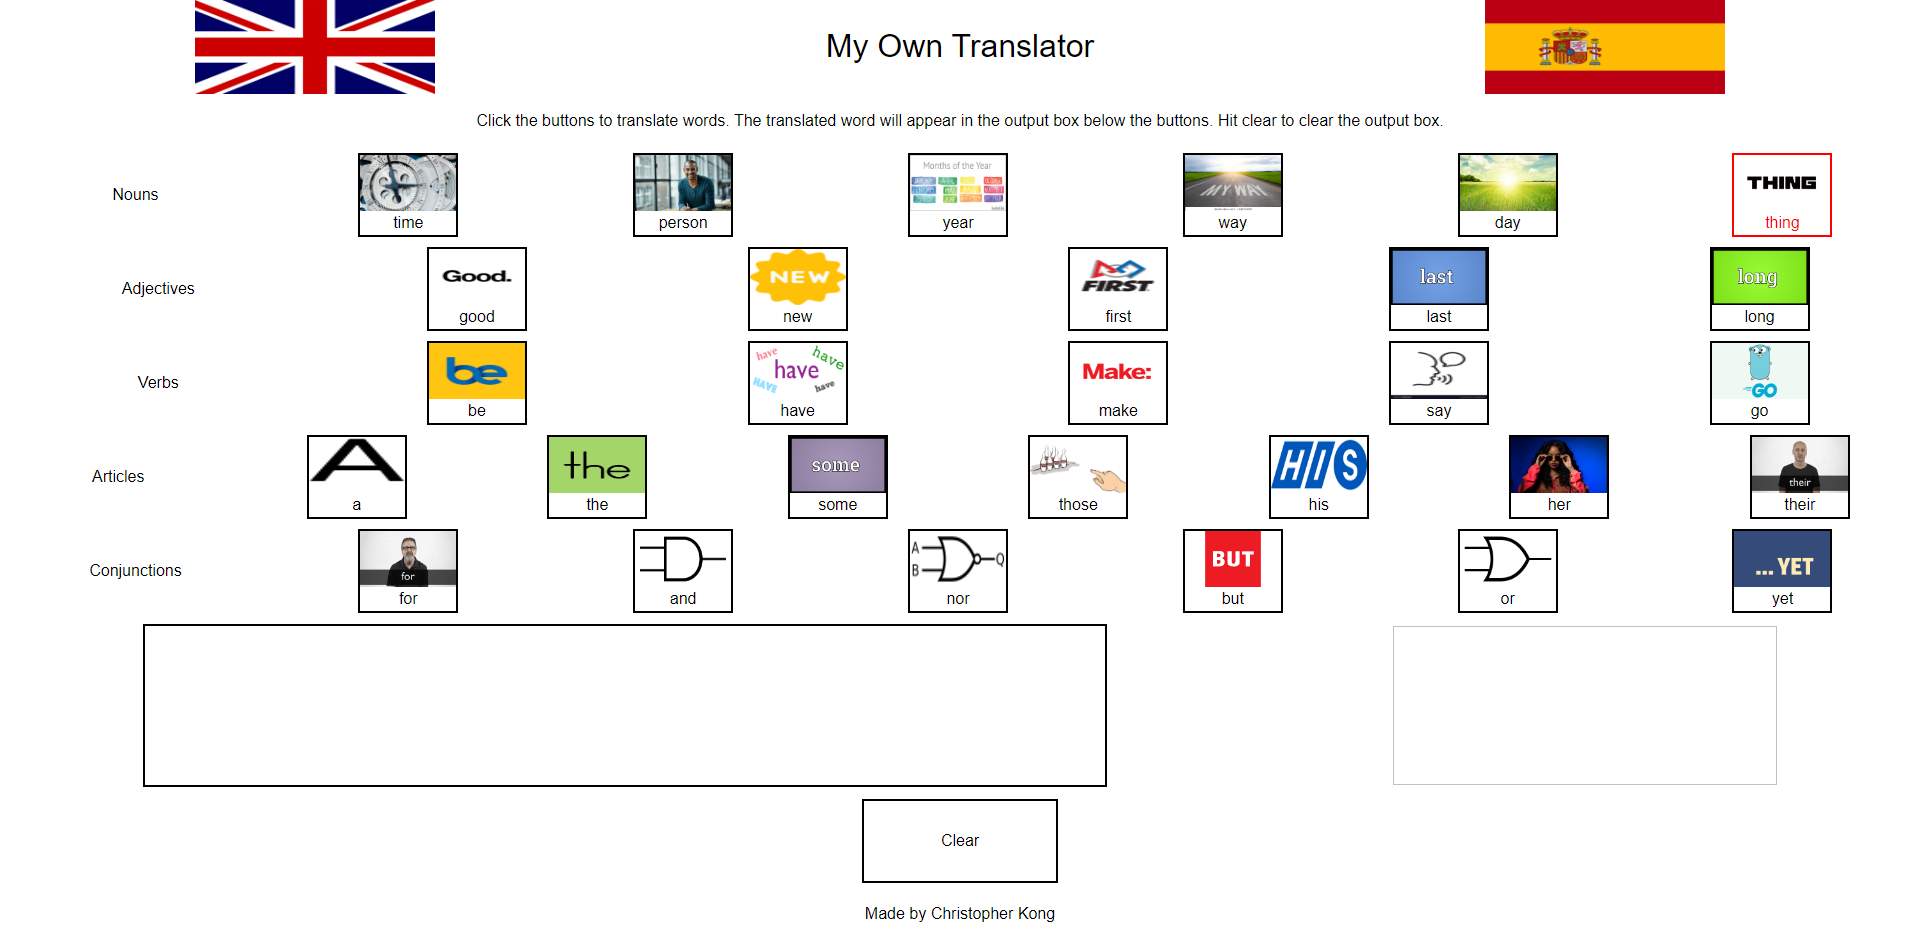 My Own Translator
Click the buttons to translate words. The translated word will appear in the output box below the buttons. Hit clear to clear the output box.
Nouns
time
person
Months of the Year
year
MY WAY
way
day
THING
thing
Adjectives
Good.
good
NEW
new
FIRST
first
last
last
long
long
Verbs
be
be
have
have
have
HAVE
have
have
Make:
make
say
GO
go
Articles
A
a
the
the
some
some
those
HIS
his
her
their
their
Conjunctions
for
for
and
A
B
Q
nor
BUT
but
or
... YET
yet
Clear
Made by Christopher Kong